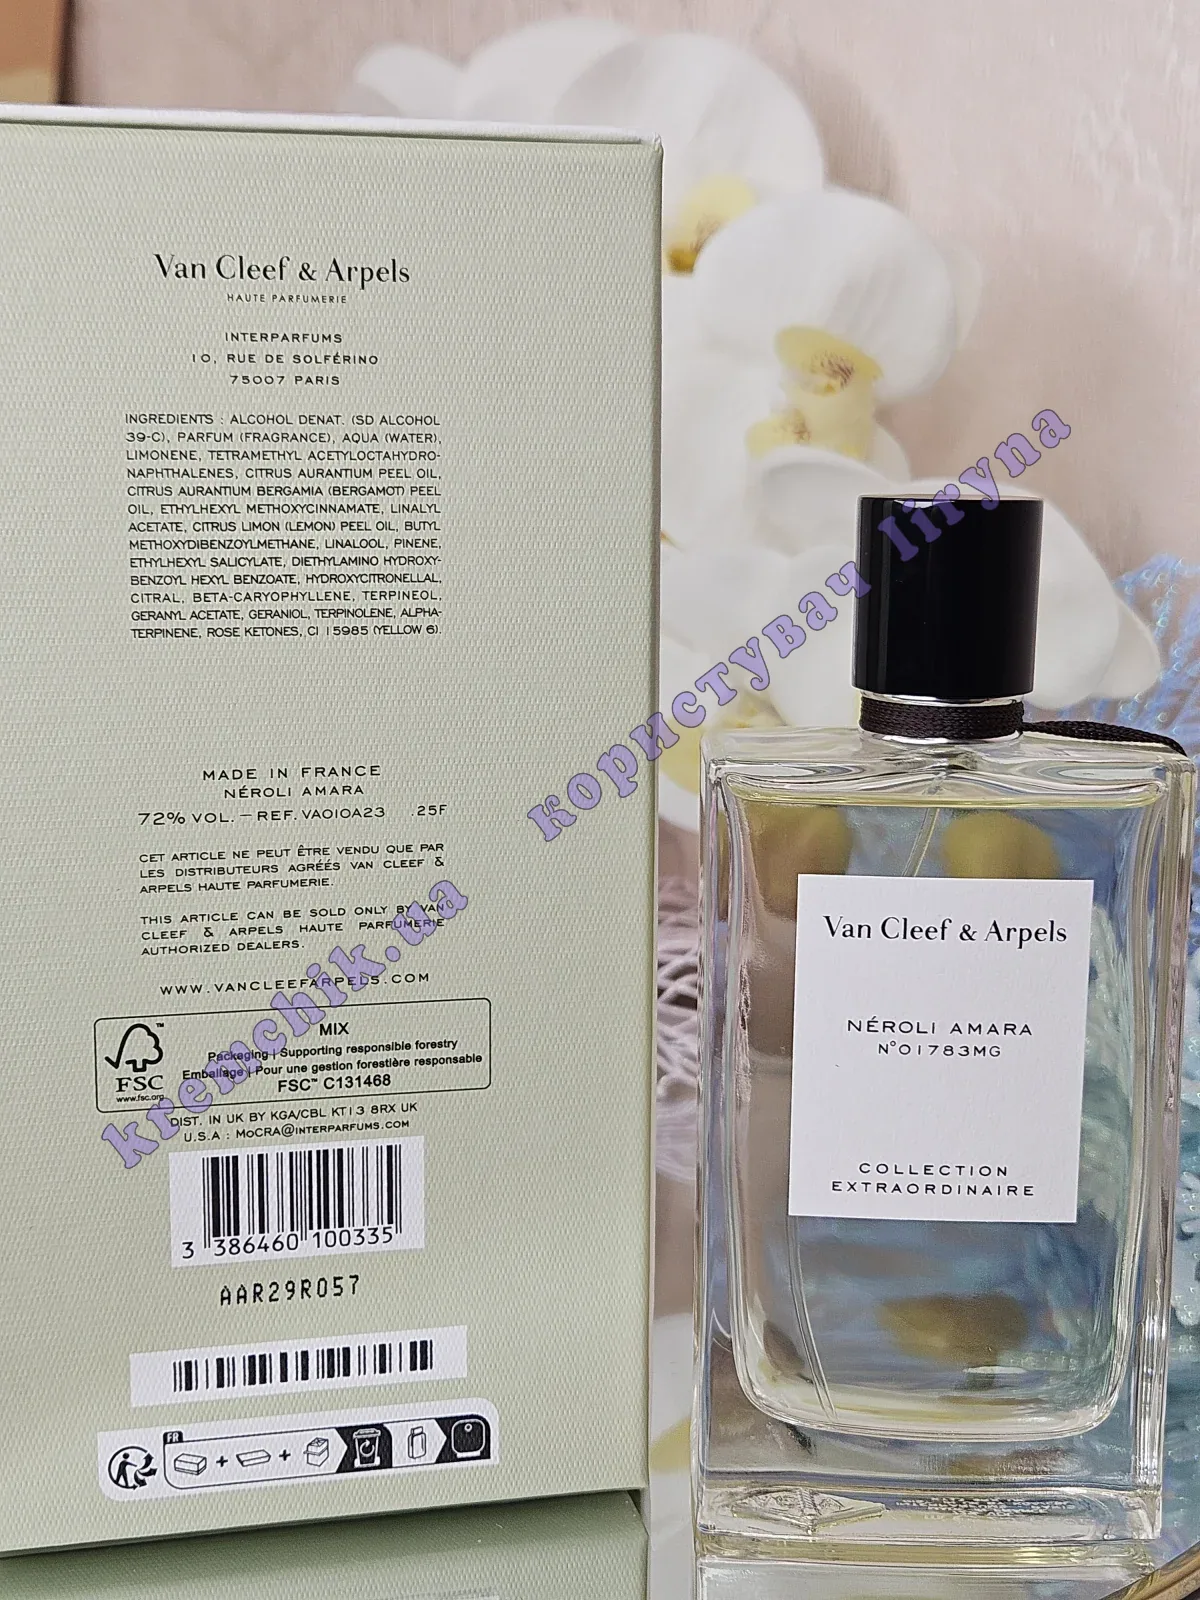 Van Cleef & Arpels
HAUTE PARFUMERIE
INTERPARFUMS
10, RUE DE SOLFÉRINO
75007 PARIS
INGREDIENTS : ALCOHOL DENAT. (SD ALCOHOL
39-C), PARFUM (FRAGRANCE), AQUA (WATER),
LIMONENE, TETRAMETHYL ACETYLOCTAHYDRO-
NAPHTHALENES, CITRUS AURANTIUM PEEL OIL,
CITRUS AURANTIUM BERGAMIA (BERGAMOT) PEEL
OIL, ETHYLHEXYL METHOXYCINNAMATE, LINALYL
ACETATE, CITRUS LIMON (LEMON) PEEL OIL, BUTYL
METHOXYDIBENZOYLMETHANE, LINALOOL, PINENE,
ETHYLHEXYL SALICYLATE, DIETHYLAMINO HYDROXY-
BENZOYL HEXYL BENZOATE, HYDROXYCITRONELLAL,
CITRAL, BETA-CARYOPHYLLENE, TERPINEOL,
GERANYL ACETATE, GERANIOL, TERPINOLENE, ALPHA-
TERPINENE, ROSE KETONES, CI 15985 (YELLOW 6).
MADE IN FRANCE
NÉROLI AMARA
72% VOL. – REF. VA010A23 .25F
CET ARTICLE NE PEUT ÊTRE VENDU QUE PAR
LES DISTRIBUTEURS AGRÉÉS VAN CLEEF &
ARPELS HAUTE PARFUMERIE.
THIS ARTICLE CAN BE SOLD ONLY BY VAN
CLEEF & ARPELS HAUTE PARFUMERIE
AUTHORIZED DEALERS.
WWW.VANCLEEFARPELS.COM
FSC™
www.fsc.org
MIX
Packaging | Supporting responsible forestry
Emballage | Pour une gestion forestière responsable
FSC™ C131468
DIST. IN UK BY KGA/CBL KT13 8RX UK
U.S.A : MoCRA@INTERPARFUMS.COM
3 386460 100335
AAR29R057
FR
Van Cleef & Arpels
NÉROLI AMARA
N°01783MG
COLLECTION
EXTRAORDINAIRE
kremchik.ua
користувач Iiryna